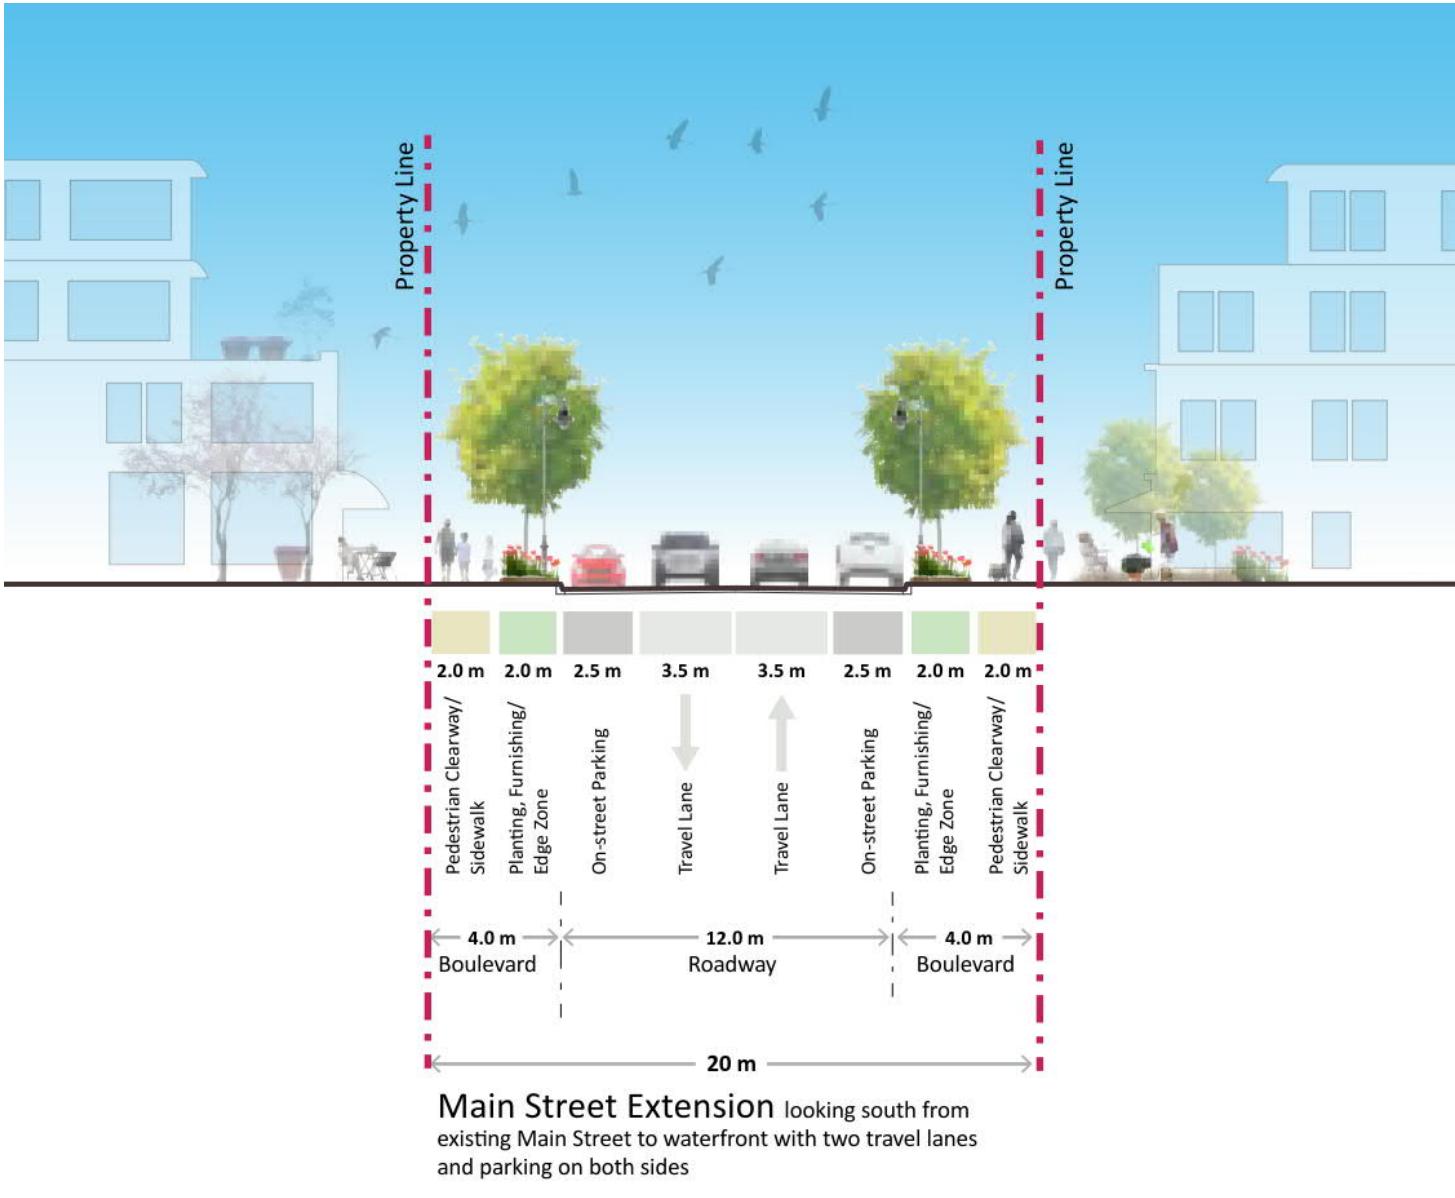 Property Line
Property Line
2.0 m
2.0 m
2.5 m
3.5 m
3.5 m
2.5 m
2.0 m
2.0 m
Pedestrian Clearway/
Sidewalk
Planting, Furnishing/
Edge Zone
On-street Parking
Travel Lane
Travel Lane
On-street Parking
Planting, Furnishing/
Edge Zone
Pedestrian Clearway/
Sidewalk
4.0 m
Boulevard
12.0 m
Roadway
4.0 m
Boulevard
20 m
Main Street Extension looking south from
existing Main Street to waterfront with two travel lanes
and parking on both sides